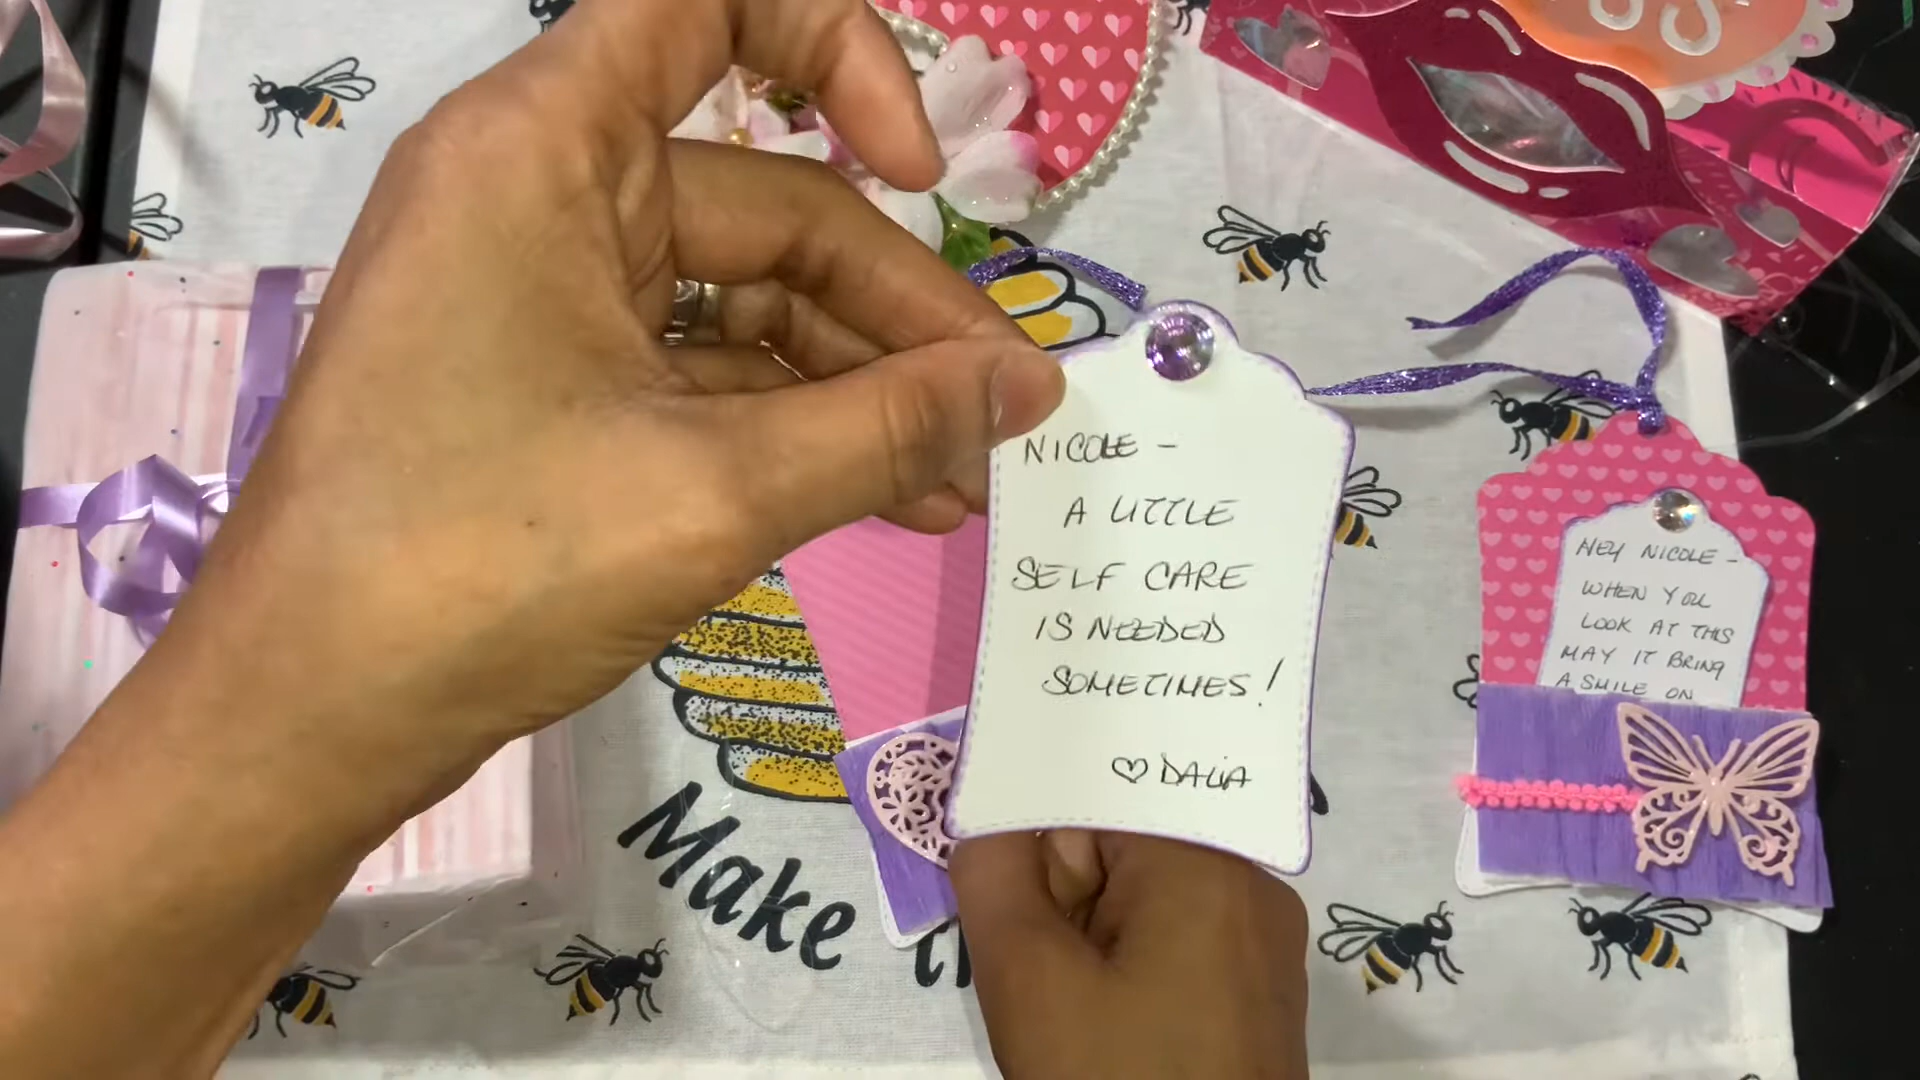 NICOLE -
A LITTLE
SELF CARE
IS NEEDED
SOMETIMES!
♡ DALIA
HEY NICOLE -
WHEN YOU
LOOK AT THIS
MAY IT BRING
A SMILE ON
Make